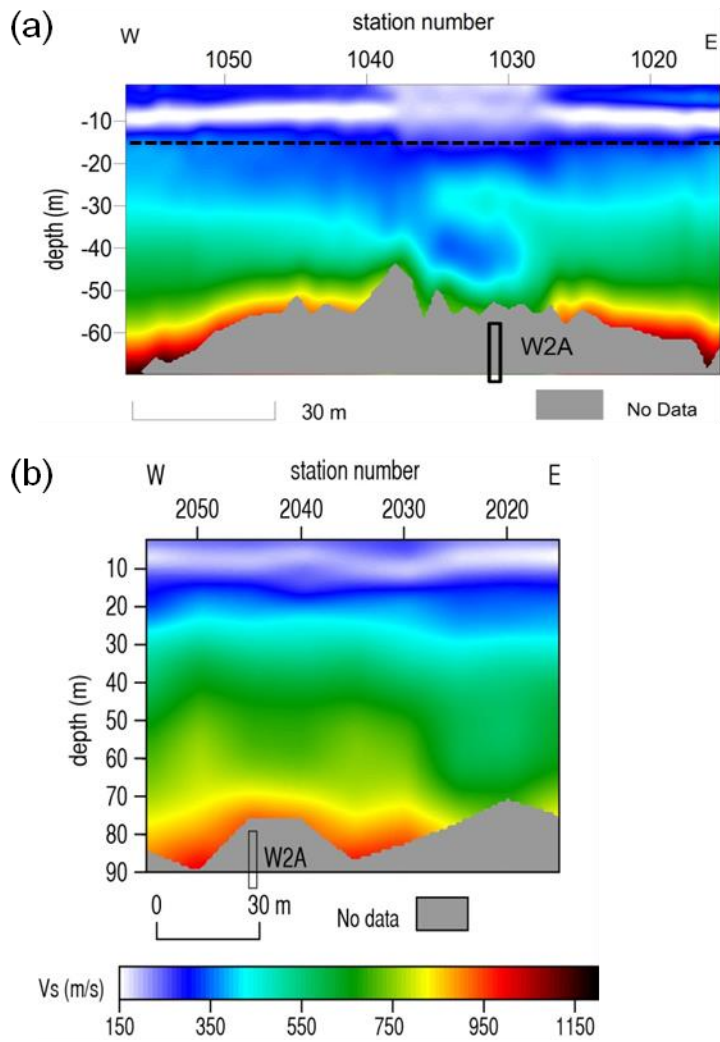 (a)
W station number E
1050 1040 1030 1020
depth (m)
-10
-20
-30
-40
-50
-60
W2A
30 m
No Data
(b)
W station number E
2050 2040 2030 2020
depth (m)
10
20
30
40
50
60
70
80
90
W2A
0 30 m
No data
Vs (m/s)
150 350 550 750 950 1150